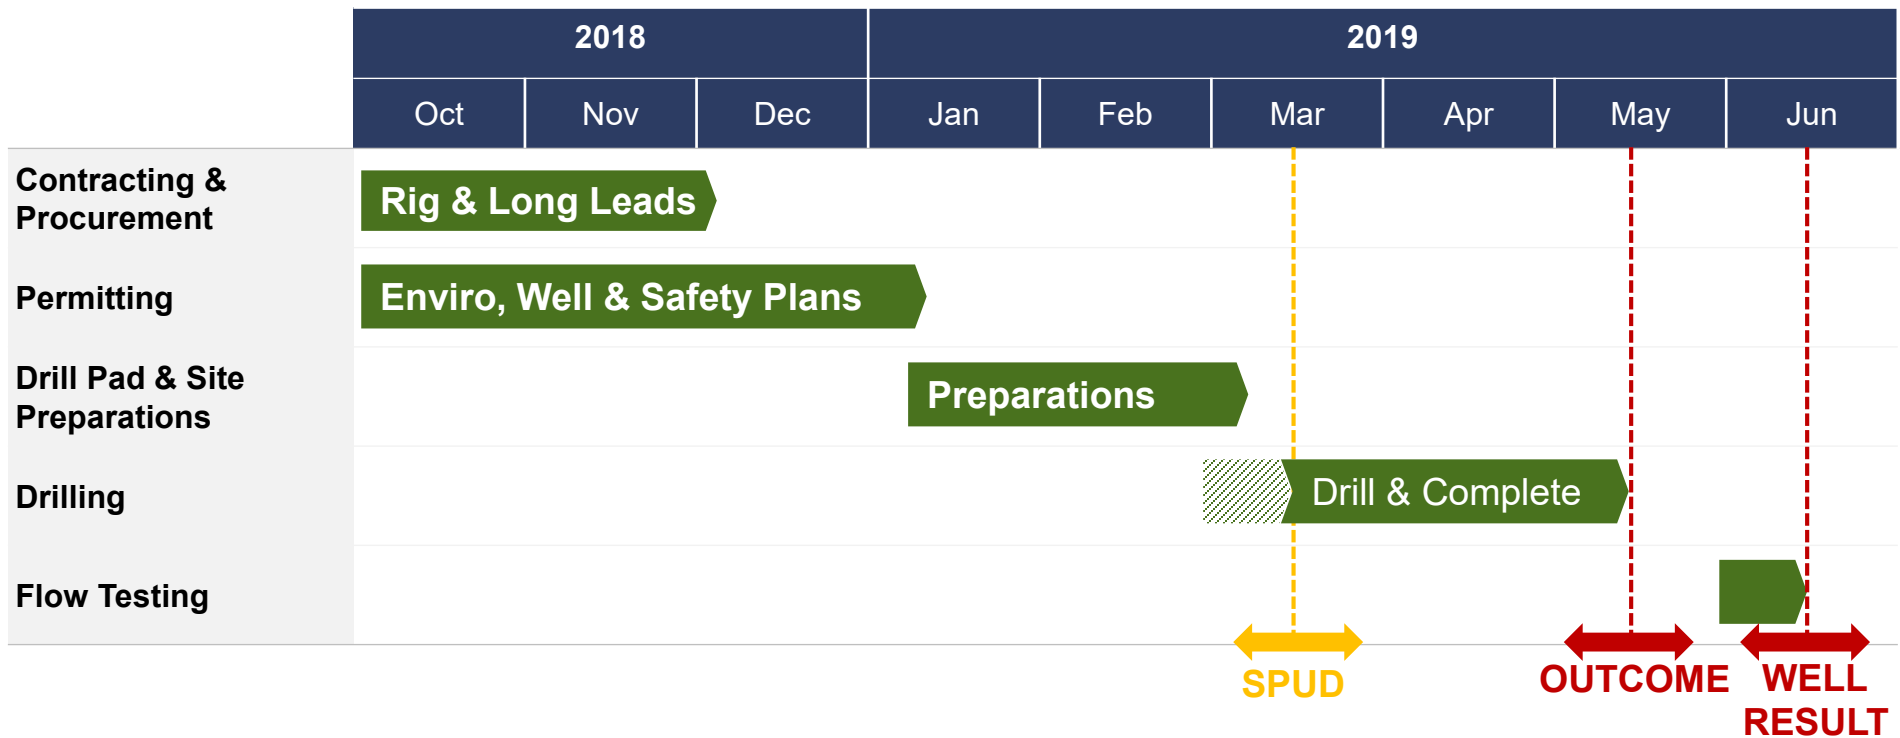 2018
2019
Oct
Nov
Dec
Jan
Feb
Mar
Apr
May
Jun
Contracting &
Procurement
Rig & Long Leads
Permitting
Enviro, Well & Safety Plans
Drill Pad & Site
Preparations
Preparations
Drilling
Drill & Complete
Flow Testing
SPUD
OUTCOME
WELL
RESULT